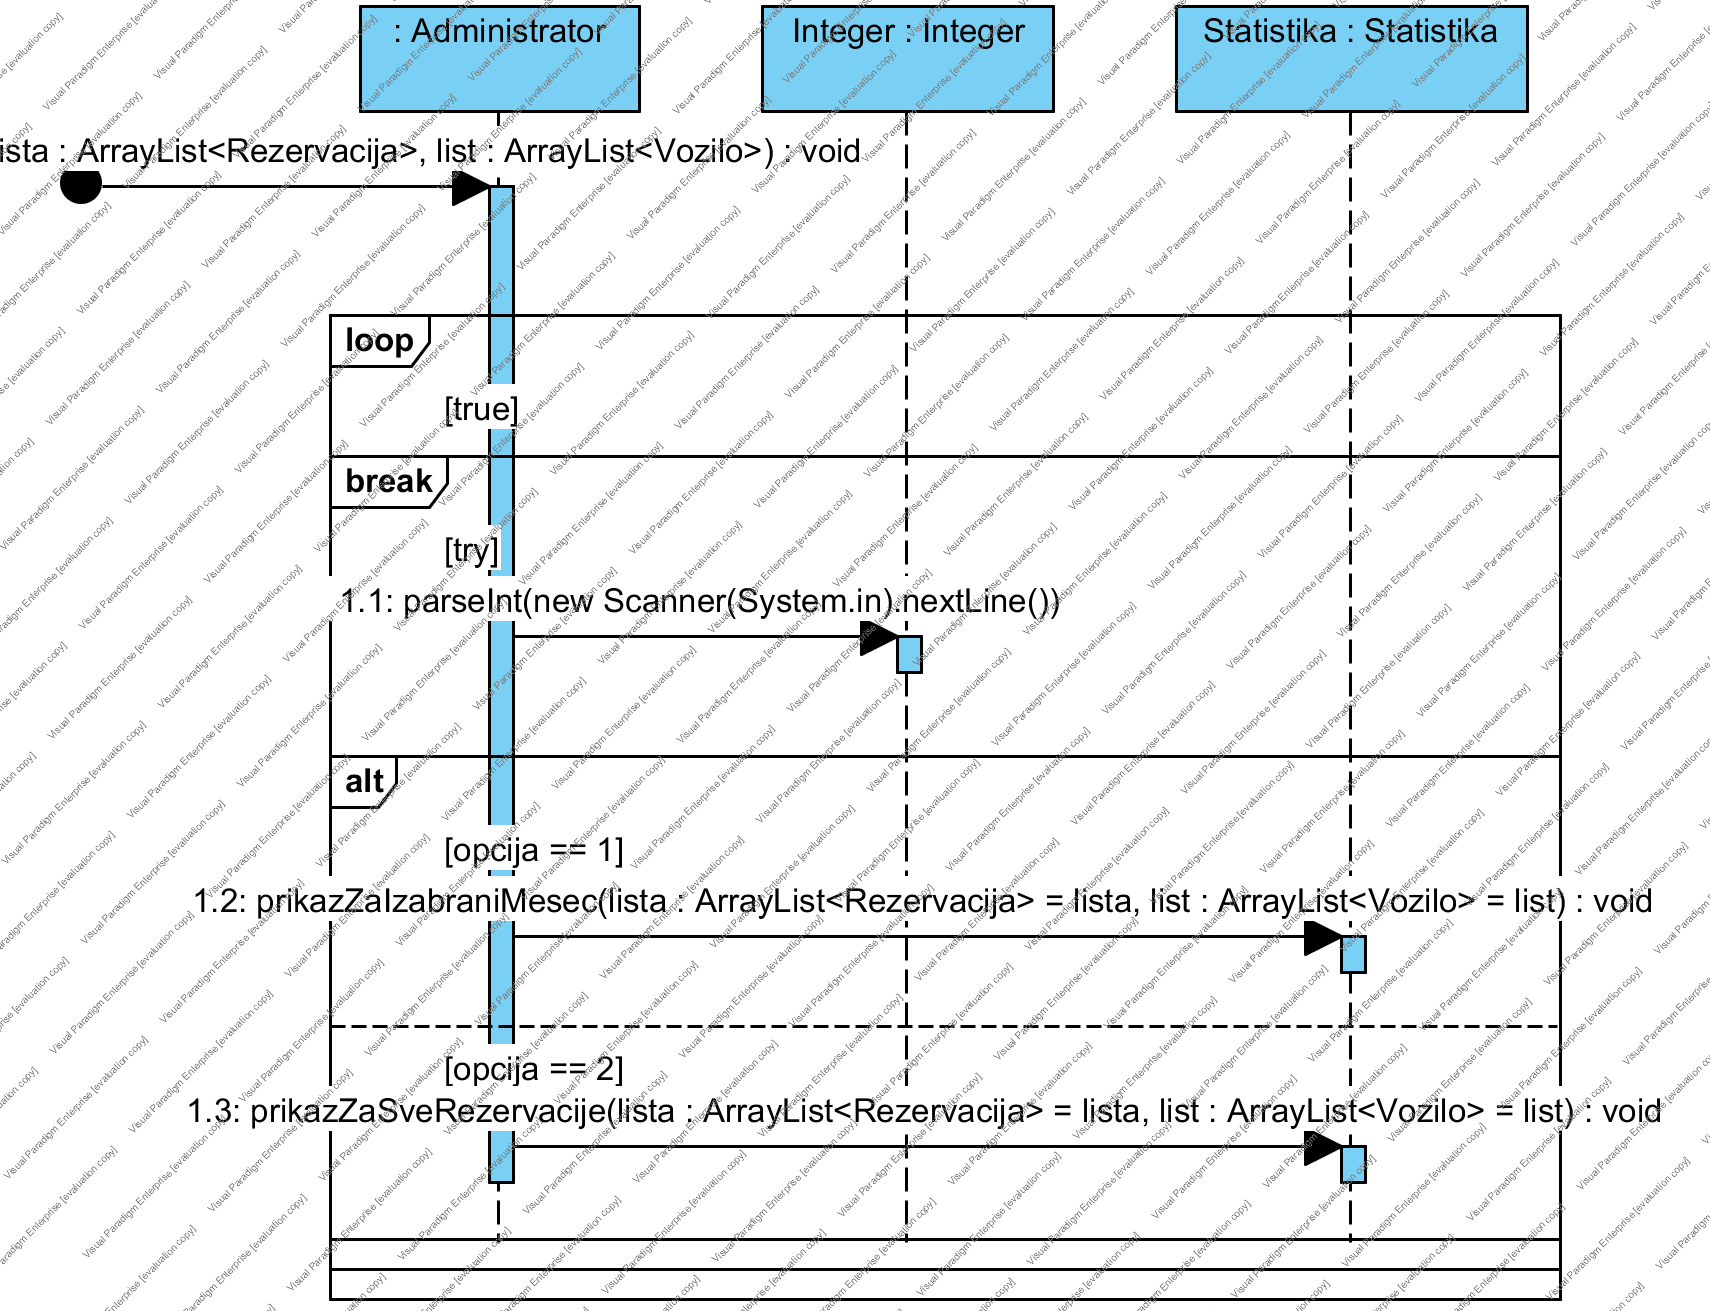 : Administrator
Integer : Integer
Statistika : Statistika
ista : ArrayList<Rezervacija>, list : ArrayList<Vozilo>) : void
loop
[true]
break
[try]
1.1: parseInt(new Scanner(System.in).nextLine())
alt
[opcija == 1]
1.2: prikazZaIzabraniMesec(lista : ArrayList<Rezervacija> = lista, list : ArrayList<Vozilo> = list) : void
[opcija == 2]
1.3: prikazZaSveRezervacije(lista : ArrayList<Rezervacija> = lista, list : ArrayList<Vozilo> = list) : void
Visual Paradigm Enterprise [evaluation copy]